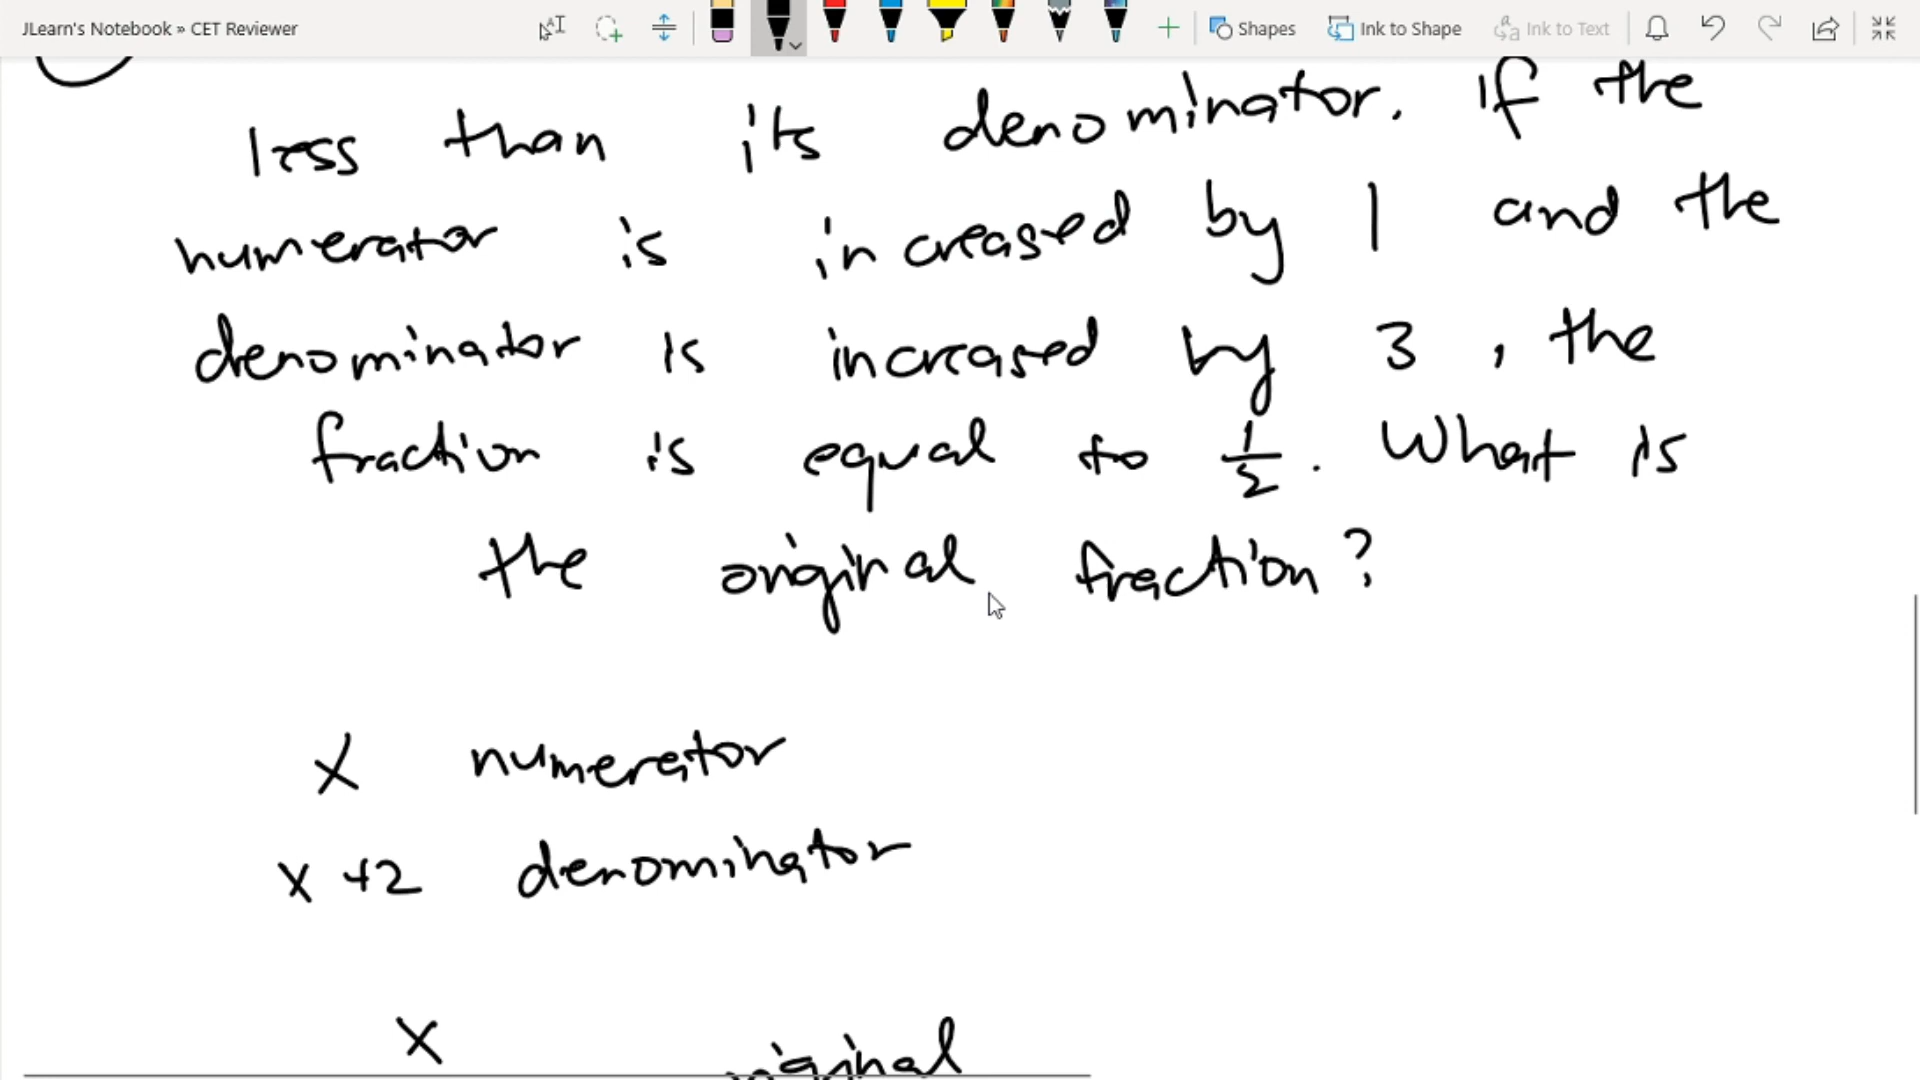 JLearn's Notebook » CET Reviewer
Shapes
Ink to Shape
Ink to Text
less than its denominator. If the
numerator is increased by 1 and the
denominator is increased by 3, the
fraction is equal to 1/2. What is
the original fraction?
x numerator
x +2 denominator
x original